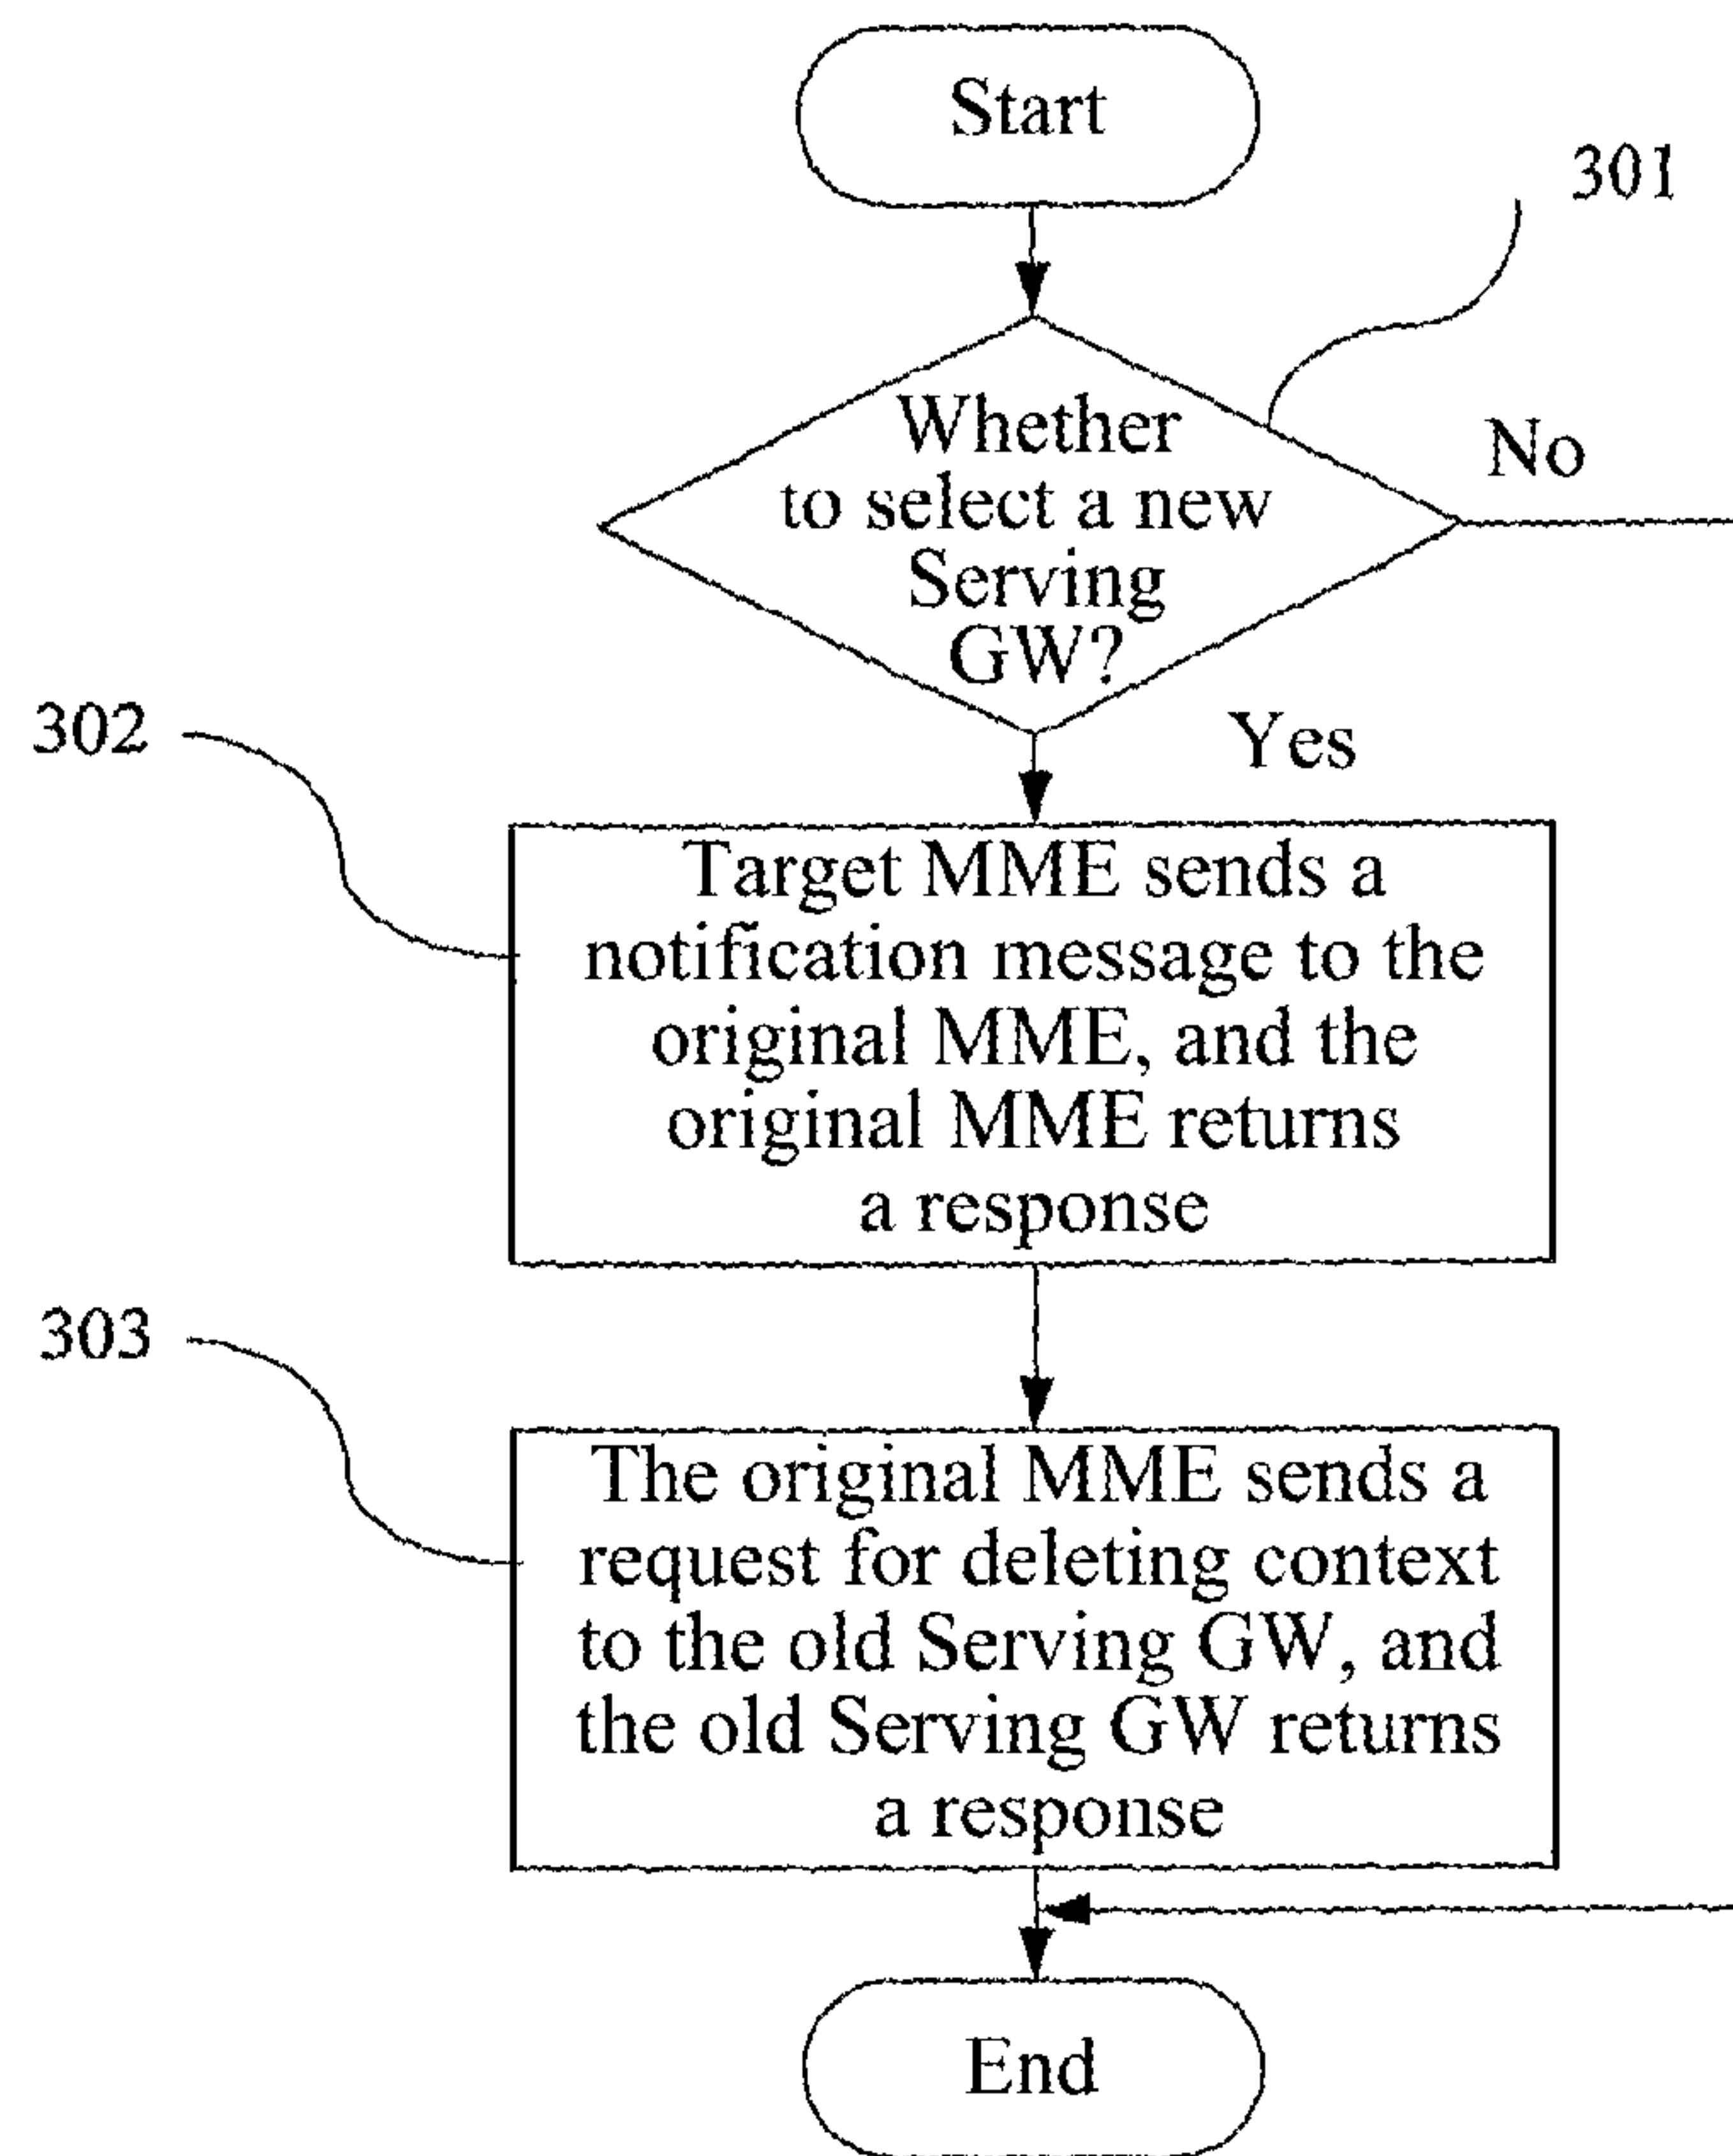 Start
301
Whether
to select a new
Serving
GW?
No
Yes
302
Target MME sends a
notification message to the
original MME, and the
original MME returns
a response
303
The original MME sends a
request for deleting context
to the old Serving GW, and
the old Serving GW returns
a response
End